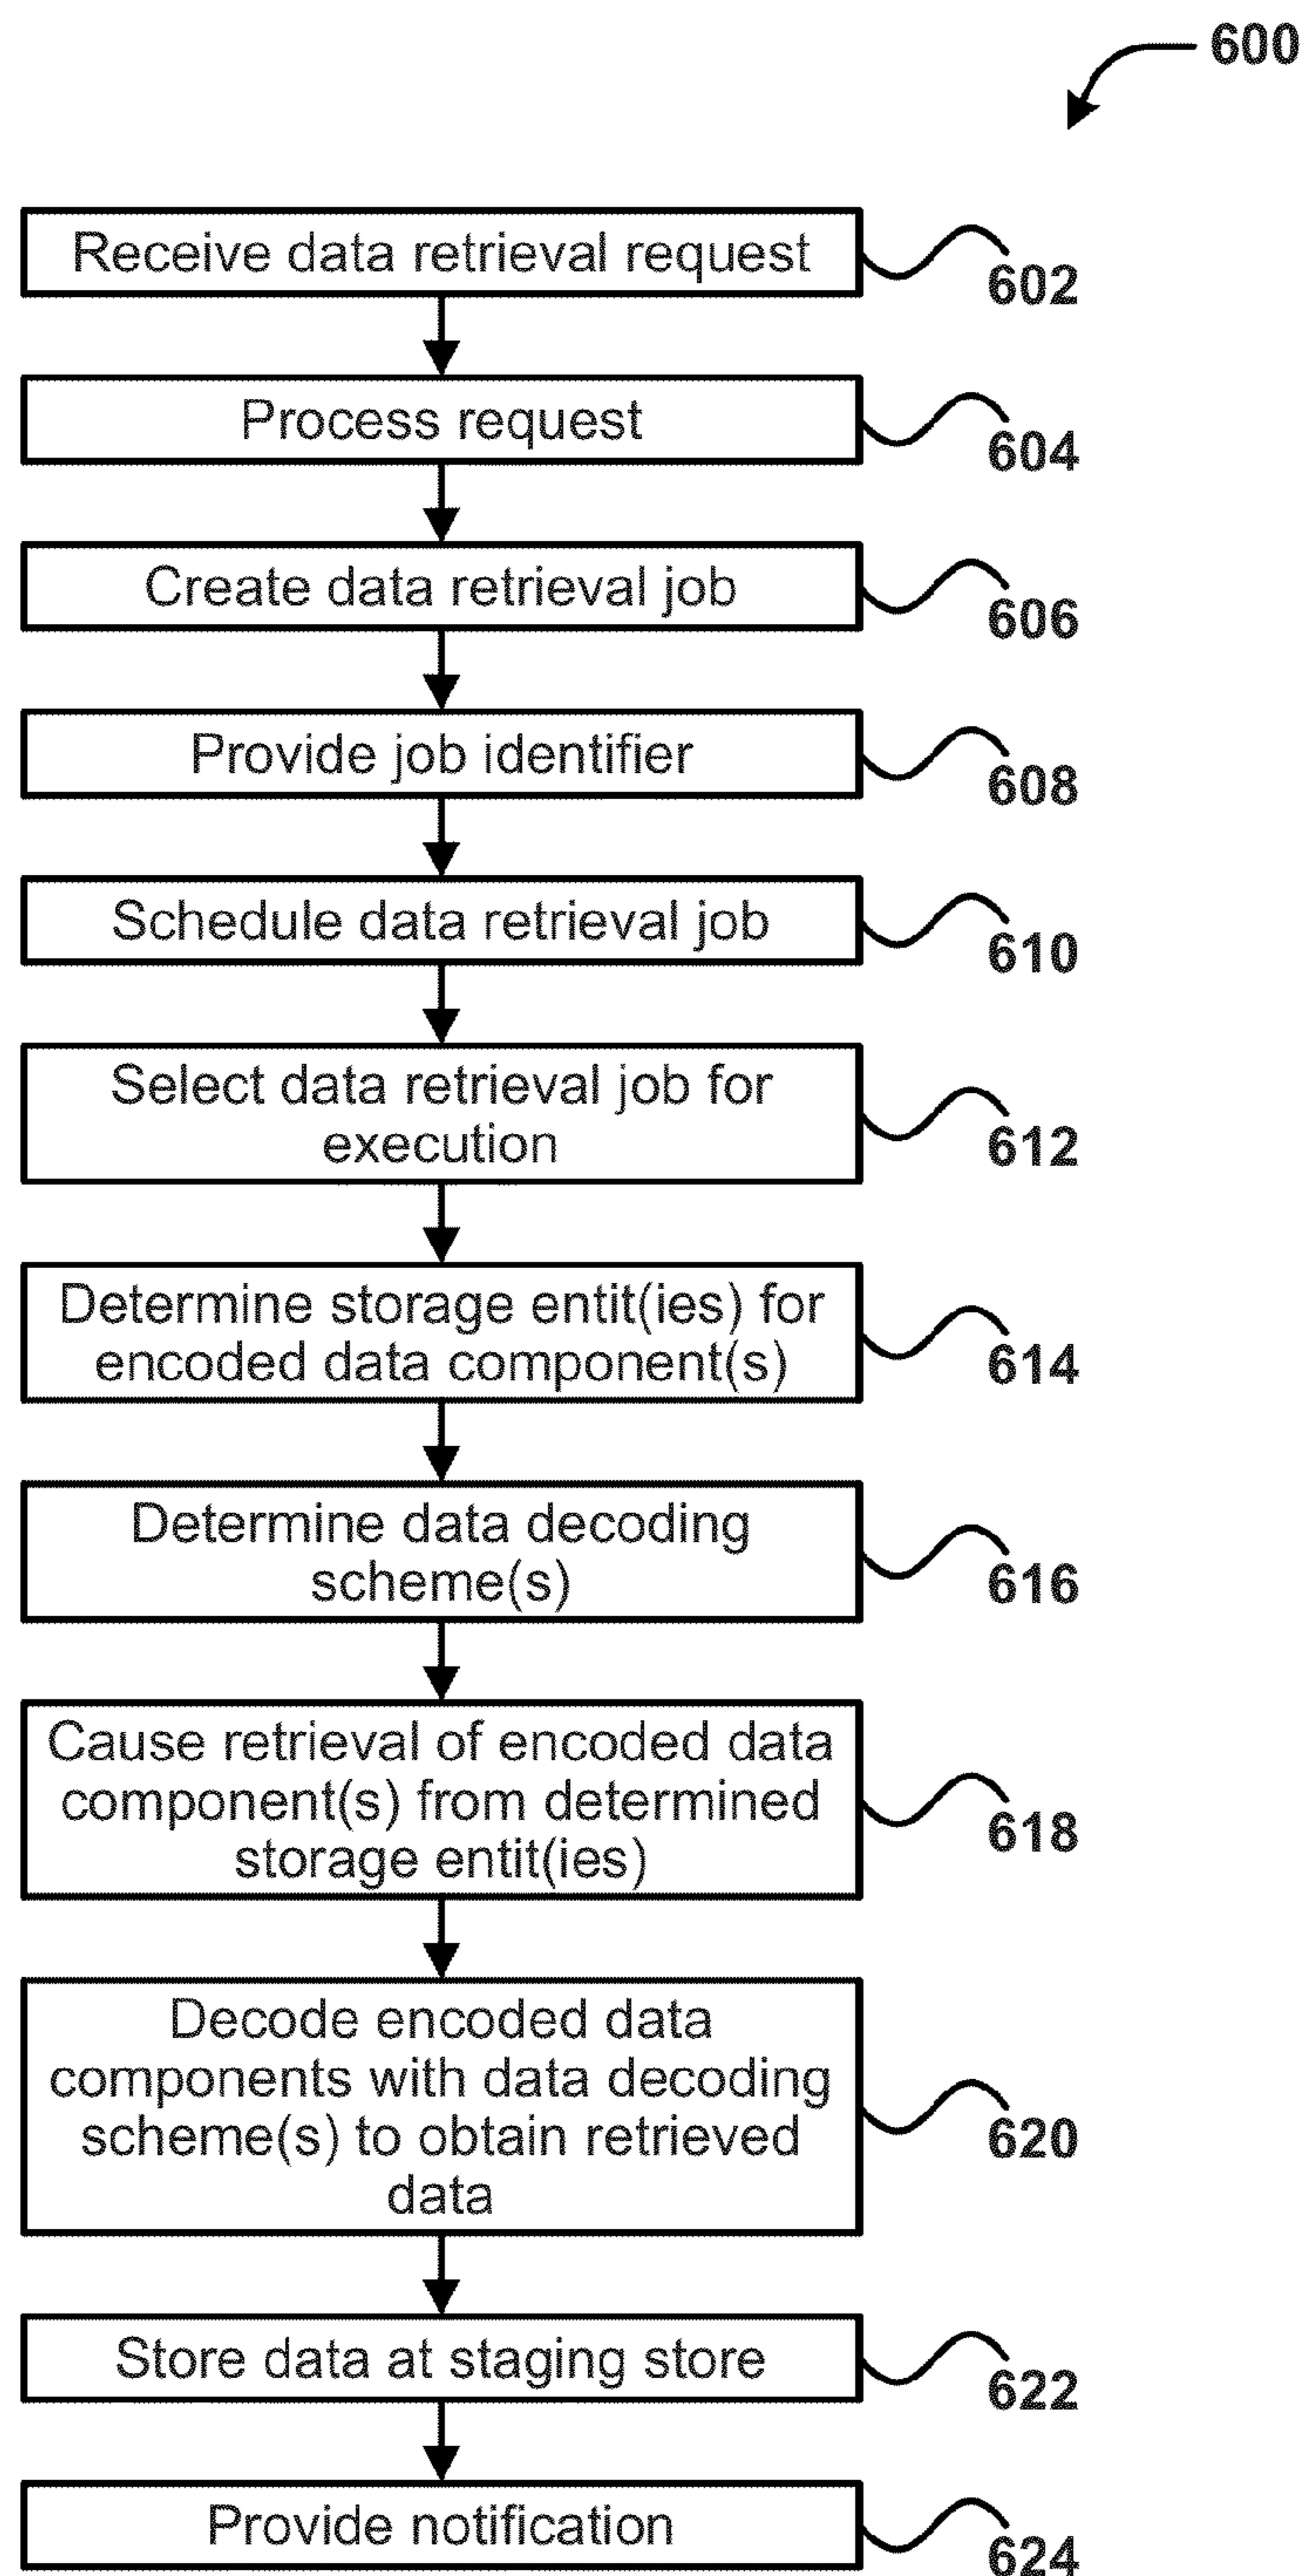 600
Receive data retrieval request
602
Process request
604
Create data retrieval job
606
Provide job identifier
608
Schedule data retrieval job
610
Select data retrieval job for
execution
612
Determine storage entit(ies) for
encoded data component(s)
614
Determine data decoding
scheme(s)
616
Cause retrieval of encoded data
component(s) from determined
storage entit(ies)
618
Decode encoded data
components with data decoding
scheme(s) to obtain retrieved
data
620
Store data at staging store
622
Provide notification
624